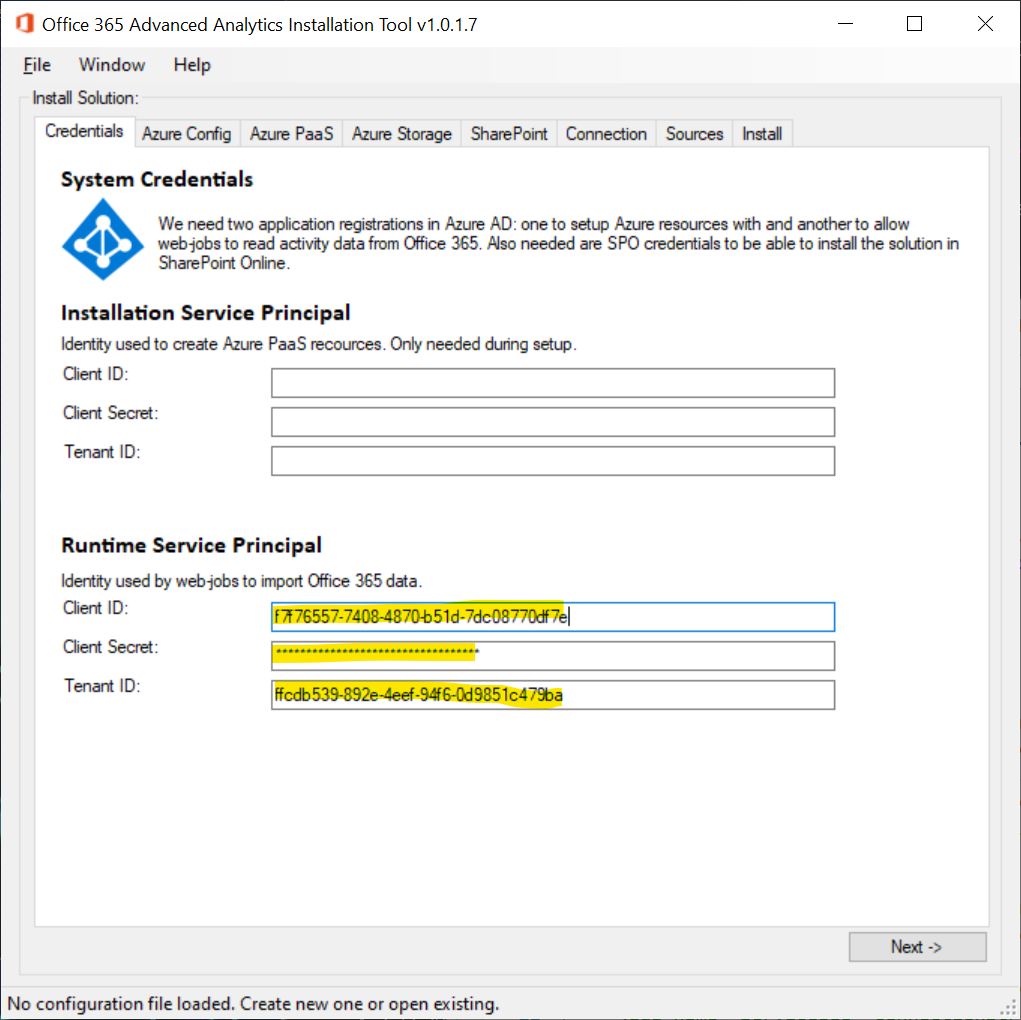 Office 365 Advanced Analytics Installation Tool v1.0.1.7
File Window Help
Install Solution:
Credentials Azure Config Azure PaaS Azure Storage SharePoint Connection Sources Install
System Credentials
We need two application registrations in Azure AD: one to setup Azure resources with and another to allow
web-jobs to read activity data from Office 365. Also needed are SPO credentials to be able to install the solution in
SharePoint Online.
Installation Service Principal
Identity used to create Azure PaaS recources. Only needed during setup.
Client ID:
Client Secret:
Tenant ID:
Runtime Service Principal
Identity used by web-jobs to import Office 365 data.
Client ID: f7f76557-7408-4870-b51d-7dc08770df7e
Client Secret: **********************************
Tenant ID: ffcdb539-892e-4eef-94f6-0d9851c479ba
Next ->
No configuration file loaded. Create new one or open existing.